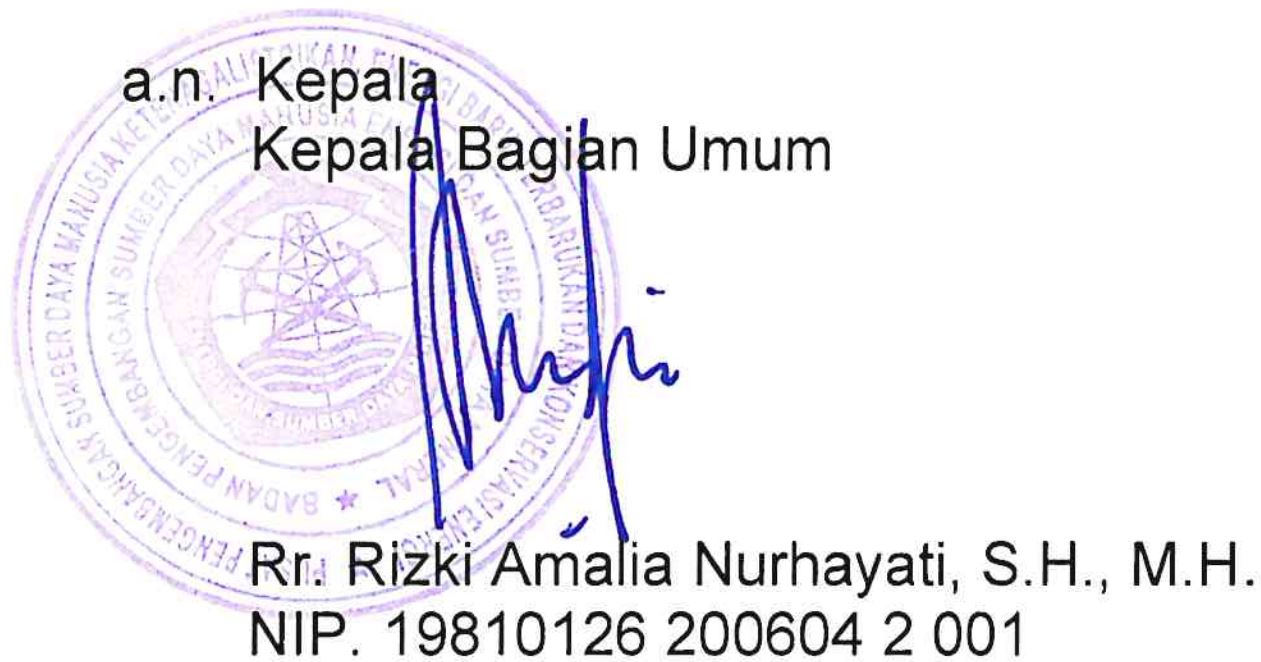 a.n. Kepala
Kepala Bagian Umum
Rr. Rizki Amalia Nurhayati, S.H., M.H.
NIP. 19810126 200604 2 001
PENGEMBANGAN SUMBER DAYA MANUSIA KETENAGALISTRIKAN, ENERGI BARU, TERBARUKAN DAN KONSERVASI ENERGI
BADAN PENGEMBANGAN SUMBER DAYA MANUSIA ENERGI DAN SUMBER DAYA MINERAL